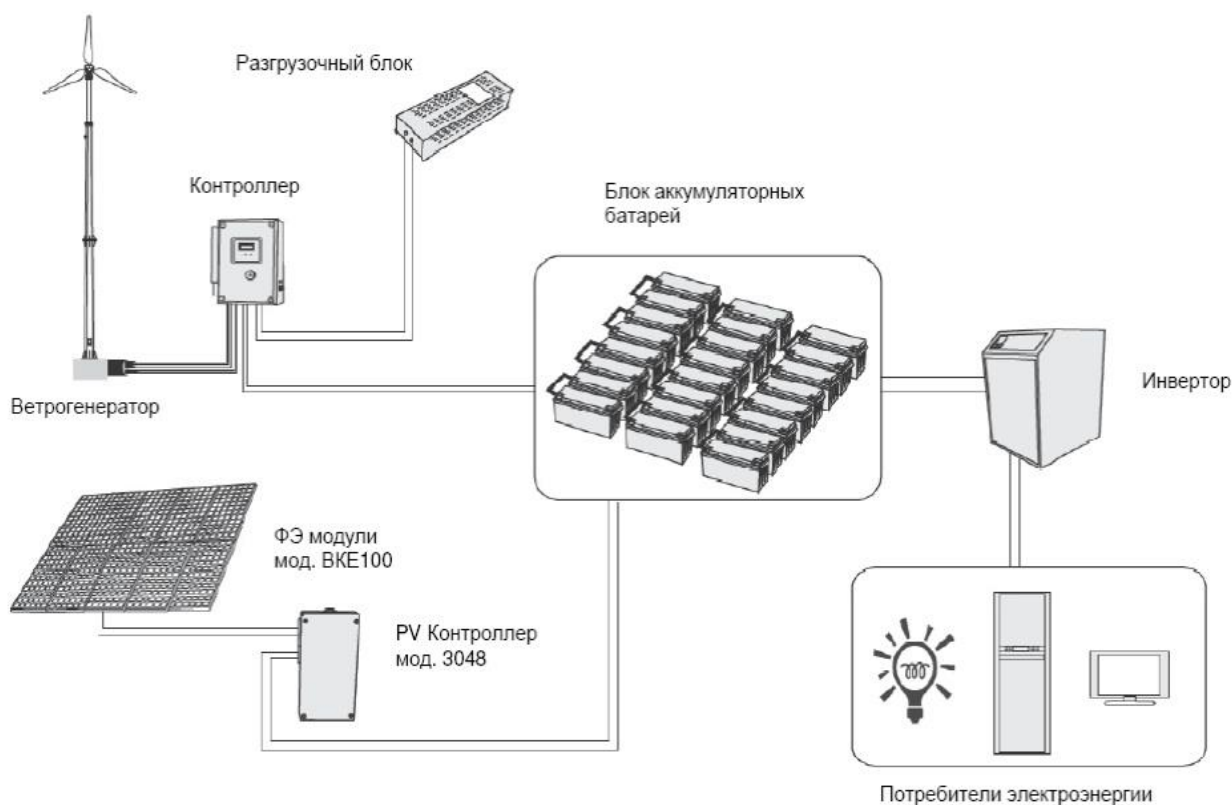 Разгрузочный блок
Контроллер
Блок аккумуляторных
батарей
Инвертор
Ветрогенератор
ФЭ модули
мод. ВКЕ100
PV Контроллер
мод. 3048
Потребители электроэнергии